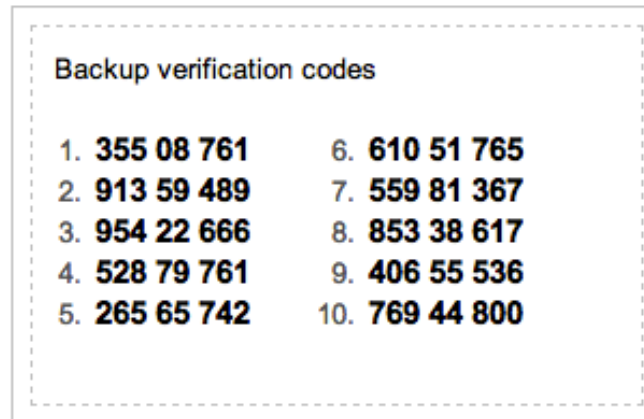 Backup verification codes
1. 355 08 761
2. 913 59 489
3. 954 22 666
4. 528 79 761
5. 265 65 742
6. 610 51 765
7. 559 81 367
8. 853 38 617
9. 406 55 536
10. 769 44 800